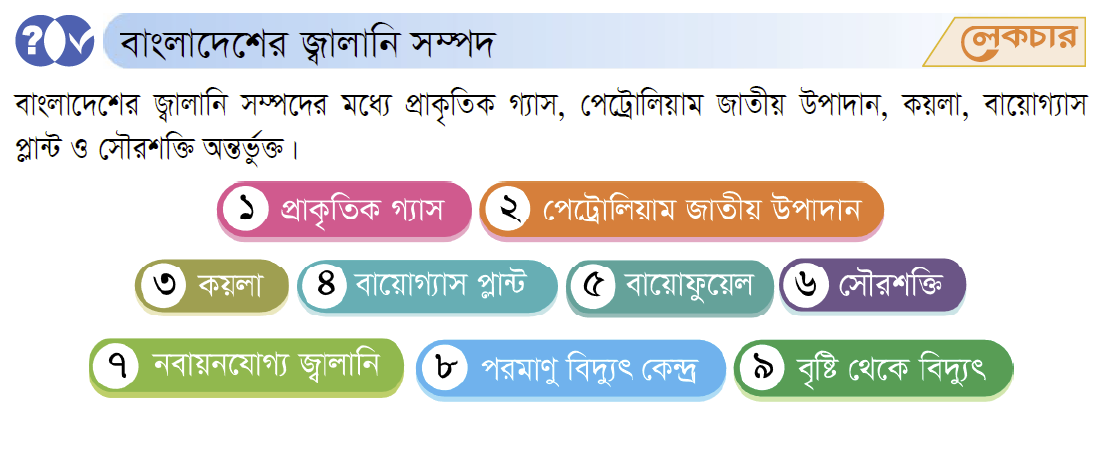 বাংলাদেশের জ্বালানি সম্পদ
লেকচার
বাংলাদেশের জ্বালানি সম্পদের মধ্যে প্রাকৃতিক গ্যাস, পেট্রোলিয়াম জাতীয় উপাদান, কয়লা, বায়োগ্যাস
প্লান্ট ও সৌরশক্তি অন্তর্ভুক্ত।
১ প্রাকৃতিক গ্যাস ২ পেট্রোলিয়াম জাতীয় উপাদান
৩ কয়লা ৪ বায়োগ্যাস প্লান্ট ৫ বায়োফুয়েল ৬ সৌরশক্তি
৭ নবায়নযোগ্য জ্বালানি ৮ পরমাণু বিদ্যুৎ কেন্দ্র ৯ বৃষ্টি থেকে বিদ্যুৎ